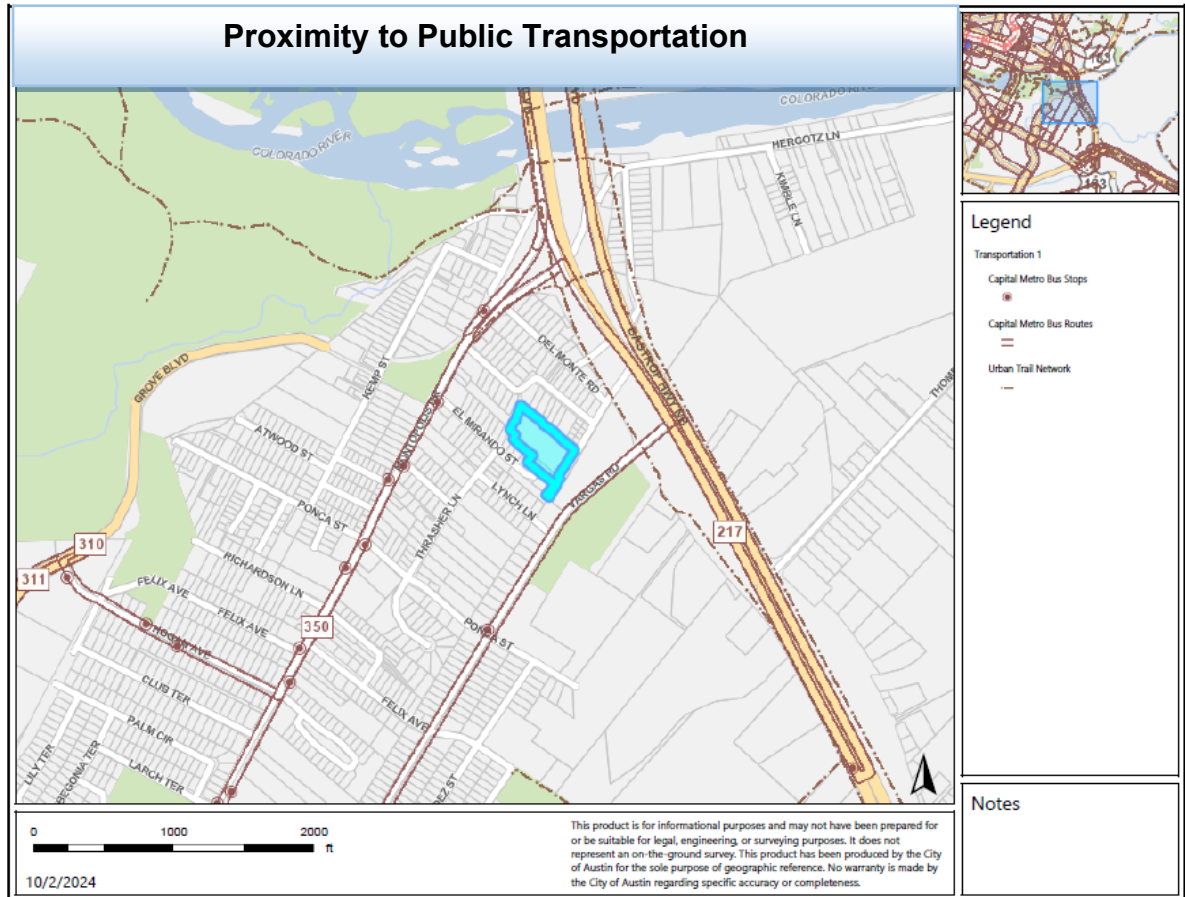 Proximity to Public Transportation
183
183
COLORADO RIVER
COLORADO RIVER
HERGOTZ LN
KIMBLE LN
BASTROP HWY NB
DEL MONTE RD
KEMP ST
GROVE BLVD
EL MIRANDO ST
ATWOOD ST
LYNCH LN
VARGAS RD
PONCA ST
THRASHER LN
217
310
311
RICHARDSON LN
FELIX AVE
FELIX AVE
HOGAN AVE
350
PONCA ST
CLUB TER
FELIX AVE
PALM CIR
LARCH TER
LILY TER
BEGONIA TER
Legend
Transportation 1
Capital Metro Bus Stops
Capital Metro Bus Routes
Urban Trail Network
Notes
0 1000 2000
ft
10/2/2024
This product is for informational purposes and may not have been prepared for
or be suitable for legal, engineering, or surveying purposes. It does not
represent an on-the-ground survey. This product has been produced by the City
of Austin for the sole purpose of geographic reference. No warranty is made by
the City of Austin regarding specific accuracy or completeness.